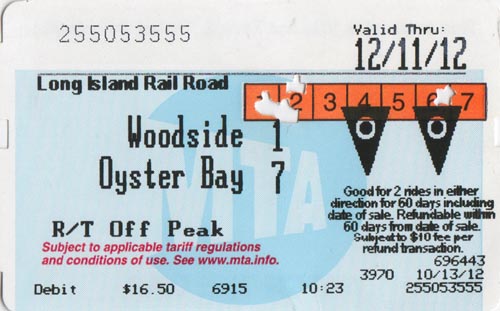 255053555
Valid Thru:
12/11/12
Long Island Rail Road
2 3 4 5 6 7
Woodside 1
Oyster Bay 7
O O
MTA
Good for 2 rides in either
direction for 60 days including
date of sale. Refundable within
60 days from date of sale.
Subject to $10 fee per
refund transaction.
R/T Off Peak
Subject to applicable tariff regulations
and conditions of use. See www.mta.info.
696443
3970 10/13/12
Debit $16.50 6915 10:23 255053555